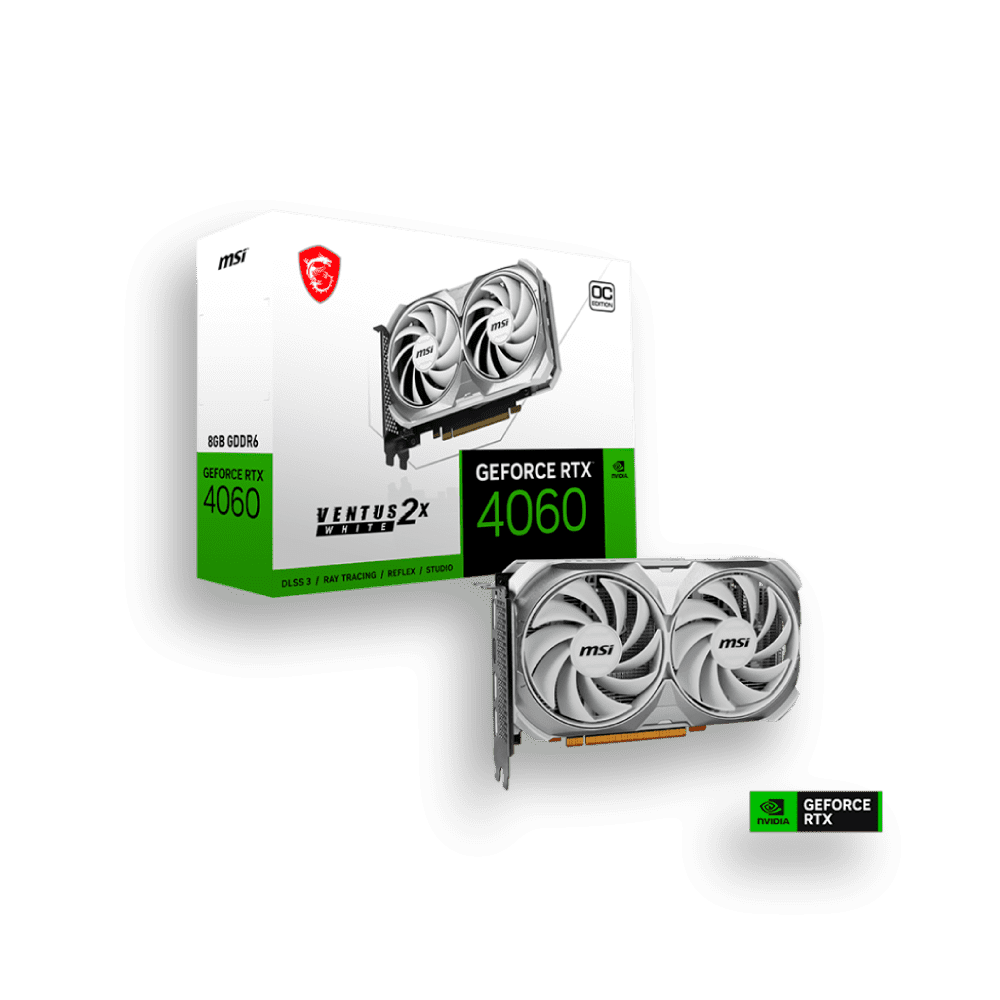 msi
8GB GDDR6
GEFORCE RTX
4060
OC
EDITION
msi
msi
VENTUS 2X
WHITE
GEFORCE RTX
4060
NVIDIA
DLSS 3 / RAY TRACING / REFLEX / STUDIO
msi
msi
NVIDIA
GEFORCE
RTX